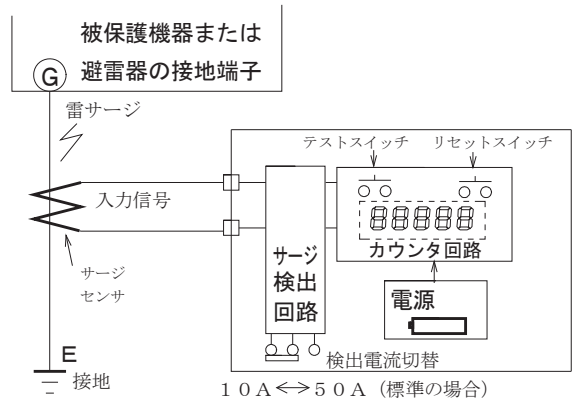 被保護機器または
避雷器の接地端子
G
雷サージ
テストスイッチ
リセットスイッチ
入力信号
88888
カウンタ回路
サージ
検出
回路
電源
サージ
センサ
検出電流切替
E
接地
10A⟷50A（標準の場合）